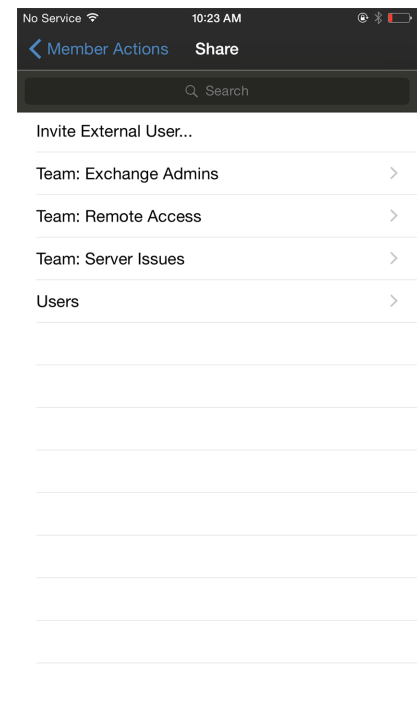 No Service 10:23 AM
Member Actions Share
Search
Invite External User...
Team: Exchange Admins
Team: Remote Access
Team: Server Issues
Users